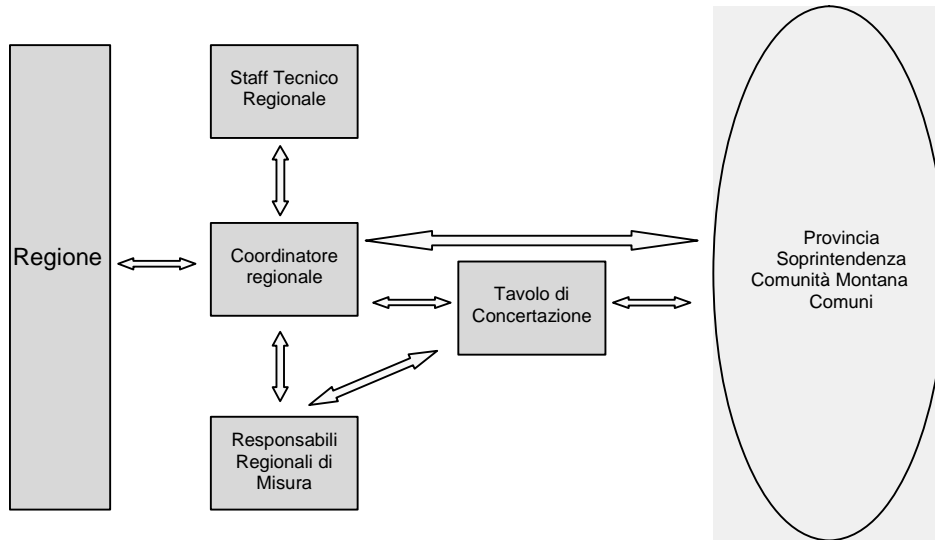 Staff Tecnico
Regionale
Regione
Coordinatore
regionale
Provincia
Soprintendenza
Comunità Montana
Comuni
Tavolo di
Concertazione
Responsabili
Regionali di
Misura